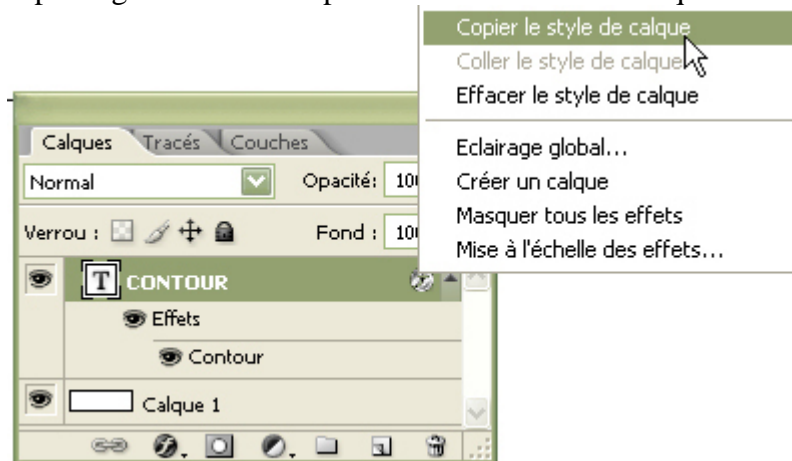 Copier le style de calque
Coller le style de calque
Effacer le style de calque
Eclairage global...
Créer un calque
Masquer tous les effets
Mise à l'échelle des effets...
Calques Tracés Couches
Normal Opacité:
Verrou : Fond :
T CONTOUR
Effets
Contour
Calque 1